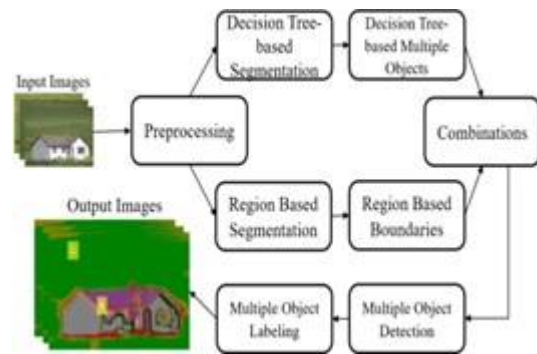 Input Images
Preprocessing
Decision Tree-
based
Segmentation
Decision Tree-
based Multiple
Objects
Combinations
Region Based
Segmentation
Region Based
Boundaries
Output Images
Multiple Object
Labeling
Multiple Object
Detection